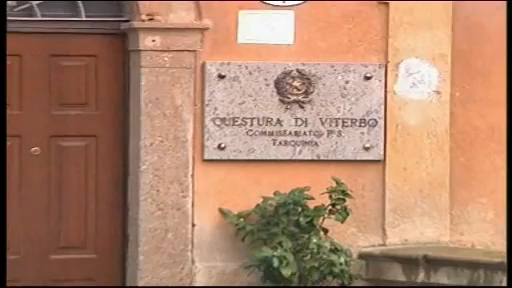 QUESTURA DI VITERBO
COMMISSARIATO P.S.
TARQUINIA